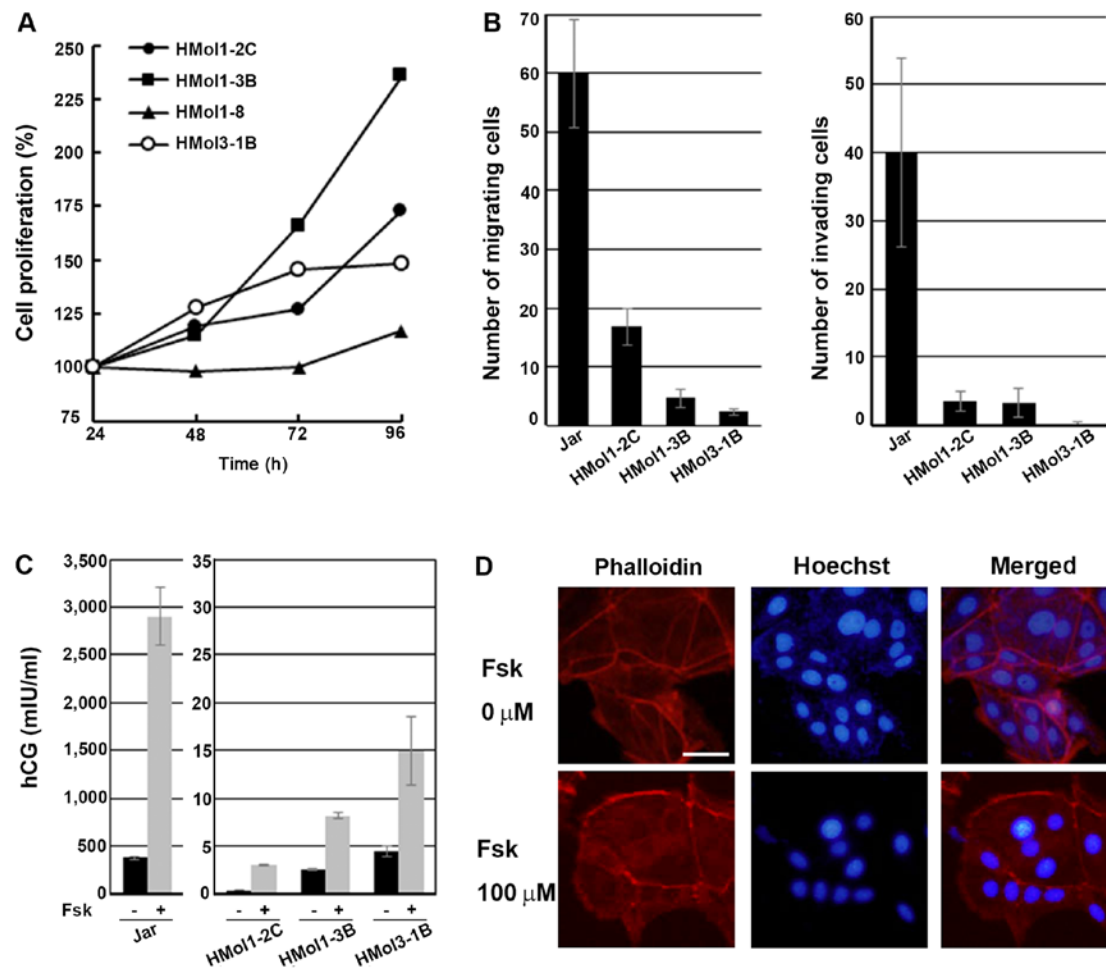 A
HMol1-2C
HMol1-3B
HMol1-8
HMol3-1B
Cell proliferation (%)
250
225
200
175
150
125
100
75
24 48 72 96
Time (h)
B
Number of migrating cells
70
60
50
40
30
20
10
0
Jar HMol1-2C HMol1-3B HMol3-1B
Number of invading cells
60
50
40
30
20
10
0
Jar HMol1-2C HMol1-3B HMol3-1B
C
hCG (mIU/ml)
3,500
3,000
2,500
2,000
1,500
1,000
500
0
35
30
25
20
15
10
5
0
Fsk - + - + - + - +
Jar HMol1-2C HMol1-3B HMol3-1B
D
Phalloidin Hoechst Merged
Fsk
0 µM
Fsk
100 µM